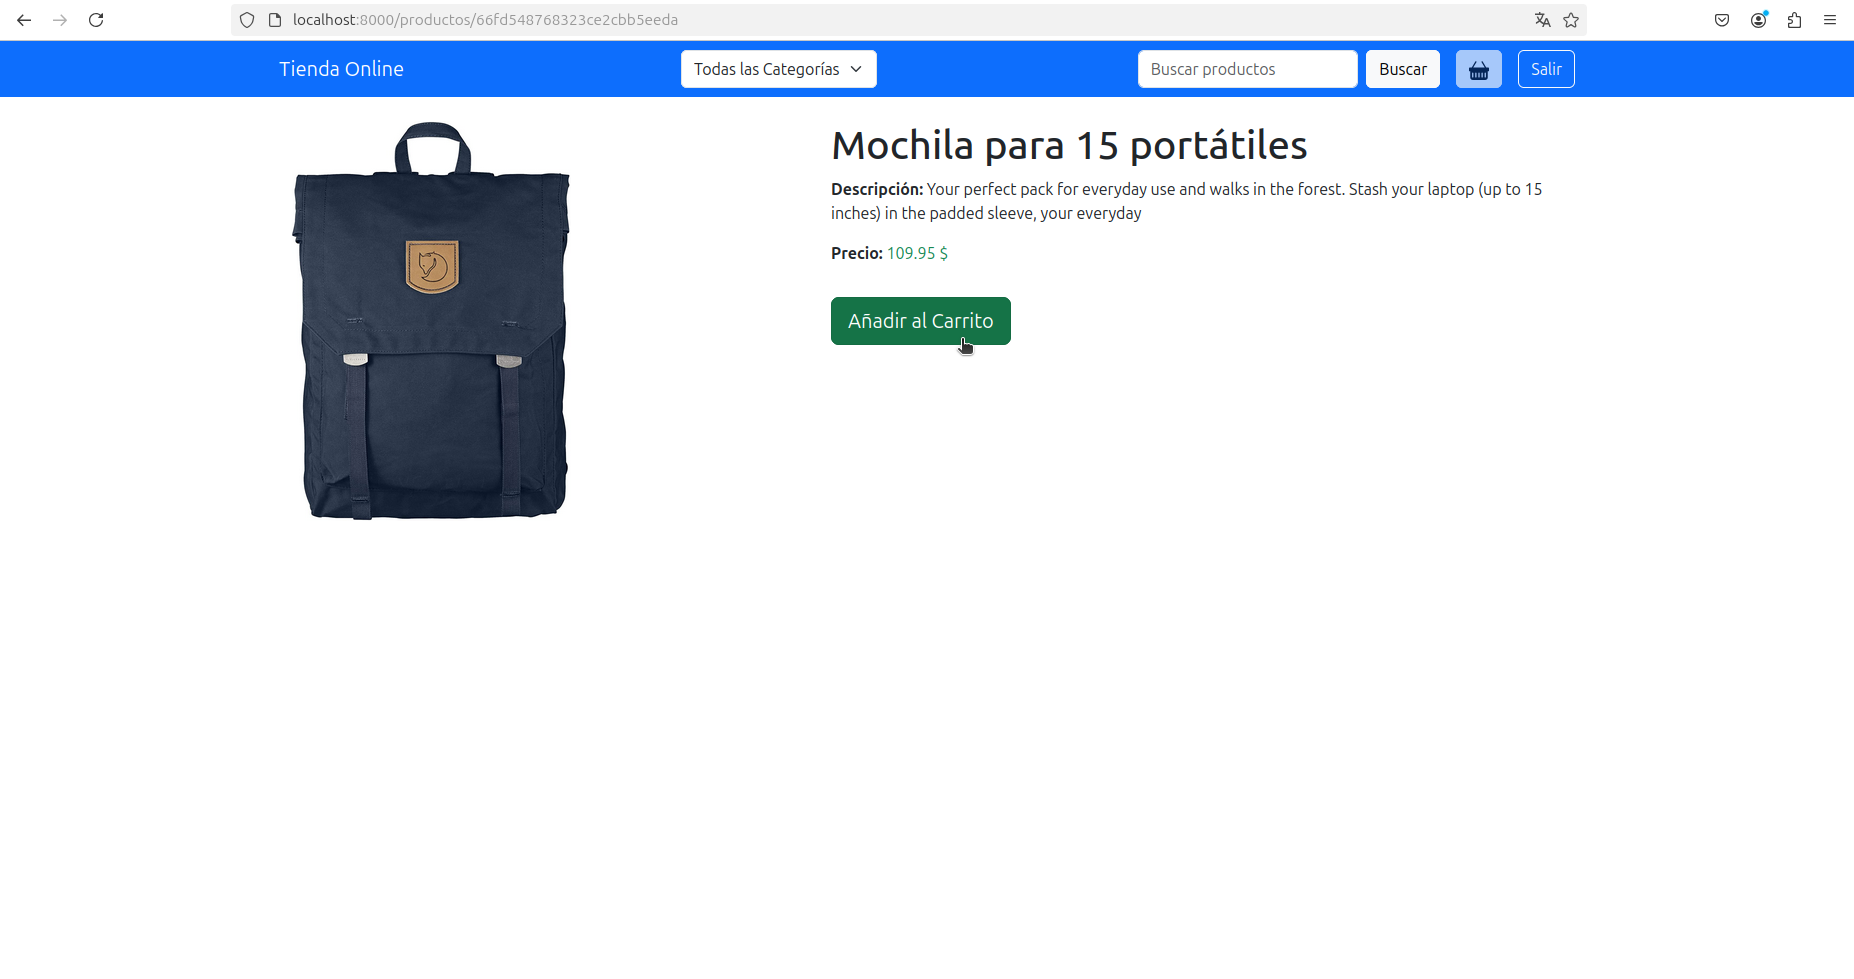 localhost:8000/productos/66fd548768323ce2cbb5eeda
Tienda Online
Todas las Categorías
Buscar productos
Buscar
Salir
Mochila para 15 portátiles
Descripción: Your perfect pack for everyday use and walks in the forest. Stash your laptop (up to 15
inches) in the padded sleeve, your everyday
Precio: 109.95 $
Añadir al Carrito